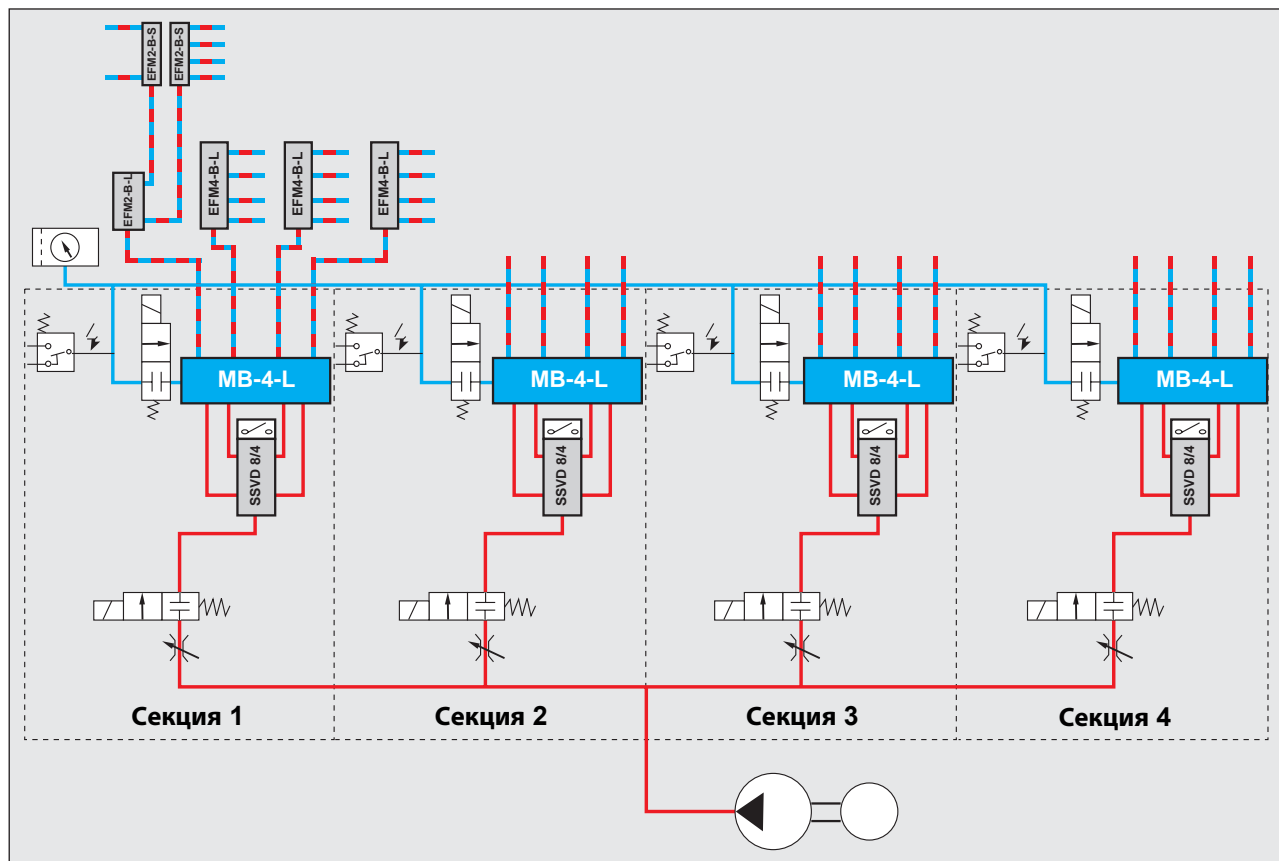 EFM2-B-S
EFM2-B-S
EFM2-B-L
EFM4-B-L
EFM4-B-L
EFM4-B-L
MB-4-L
MB-4-L
MB-4-L
MB-4-L
SSVD 8/4
SSVD 8/4
SSVD 8/4
SSVD 8/4
Секция 1
Секция 2
Секция 3
Секция 4